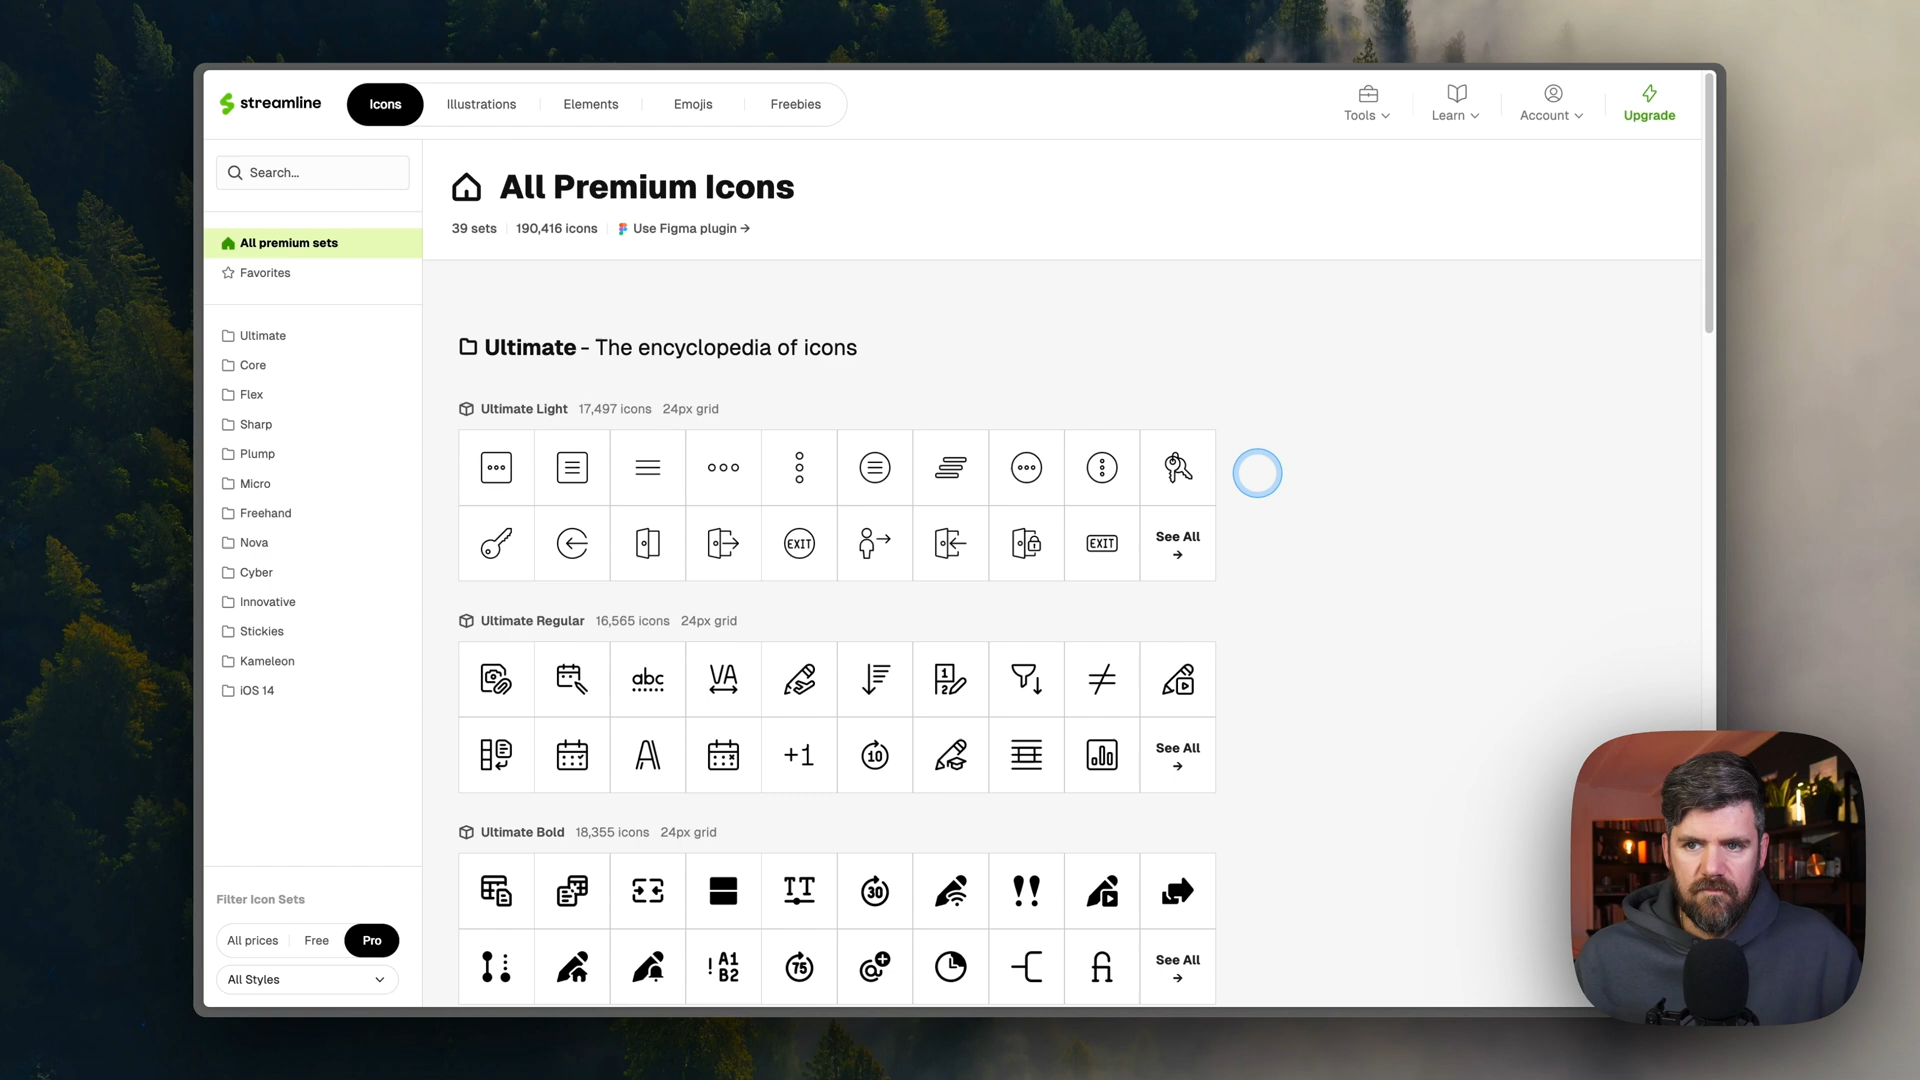 streamline
Icons
Illustrations
Elements
Emojis
Freebies
Tools
Learn
Account
Upgrade
Search...
All premium sets
Favorites
Ultimate
Core
Flex
Sharp
Plump
Micro
Freehand
Nova
Cyber
Innovative
Stickies
Kameleon
iOS 14
Filter Icon Sets
All prices
Free
Pro
All Styles
All Premium Icons
39 sets
190,416 icons
Use Figma plugin →
Ultimate - The encyclopedia of icons
Ultimate Light 17,497 icons 24px grid
EXIT
EXIT
See All
→
Ultimate Regular 16,565 icons 24px grid
abc
VA
1
2
A
+1
10
See All
→
Ultimate Bold 18,355 icons 24px grid
TT
30
!!
! A1
B2
75
@
See All
→